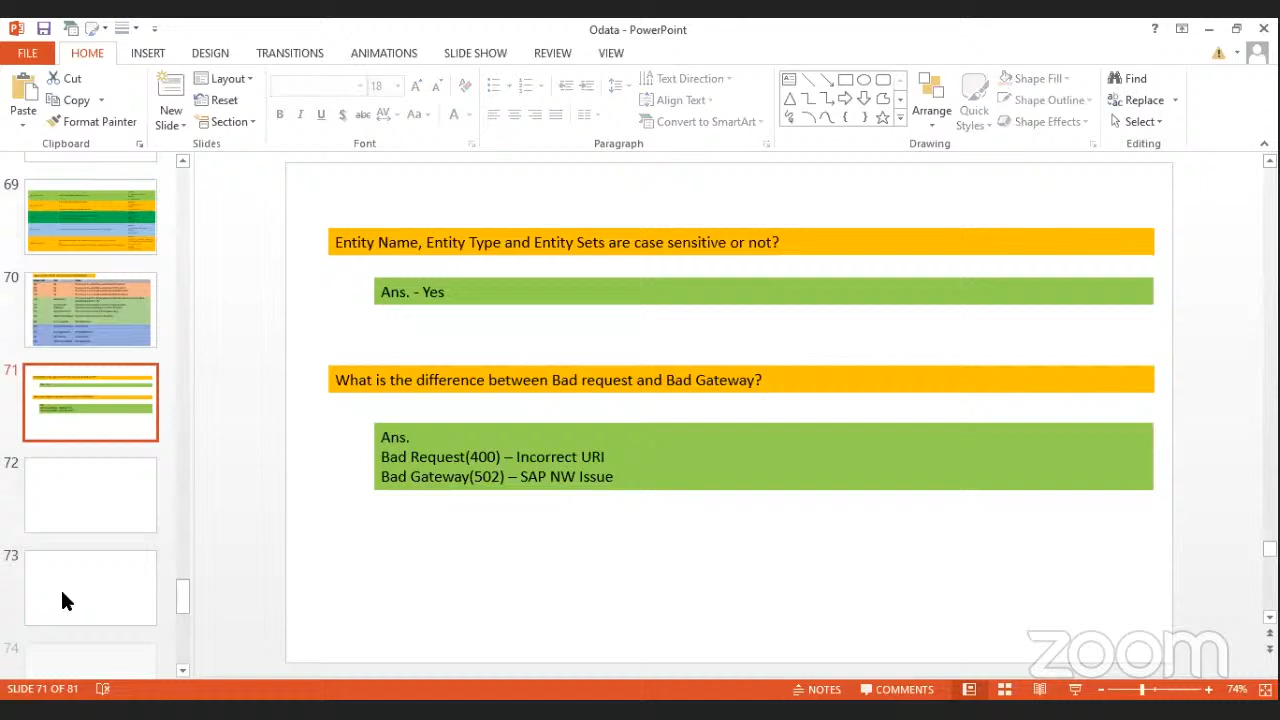 Odata - PowerPoint
FILE HOME INSERT DESIGN TRANSITIONS ANIMATIONS SLIDE SHOW REVIEW VIEW
Paste
Cut
Copy
Format Painter
Clipboard
New
Slide
Layout
Reset
Section
Slides
18
Font
Text Direction
Align Text
Convert to SmartArt
Paragraph
Arrange
Quick
Styles
Shape Fill
Shape Outline
Shape Effects
Drawing
Find
Replace
Select
Editing
69
70
71
72
73
74
Entity Name, Entity Type and Entity Sets are case sensitive or not?
Ans. - Yes
What is the difference between Bad request and Bad Gateway?
Ans.
Bad Request(400) – Incorrect URI
Bad Gateway(502) – SAP NW Issue
zoom
SLIDE 71 OF 81 NOTES COMMENTS 74%